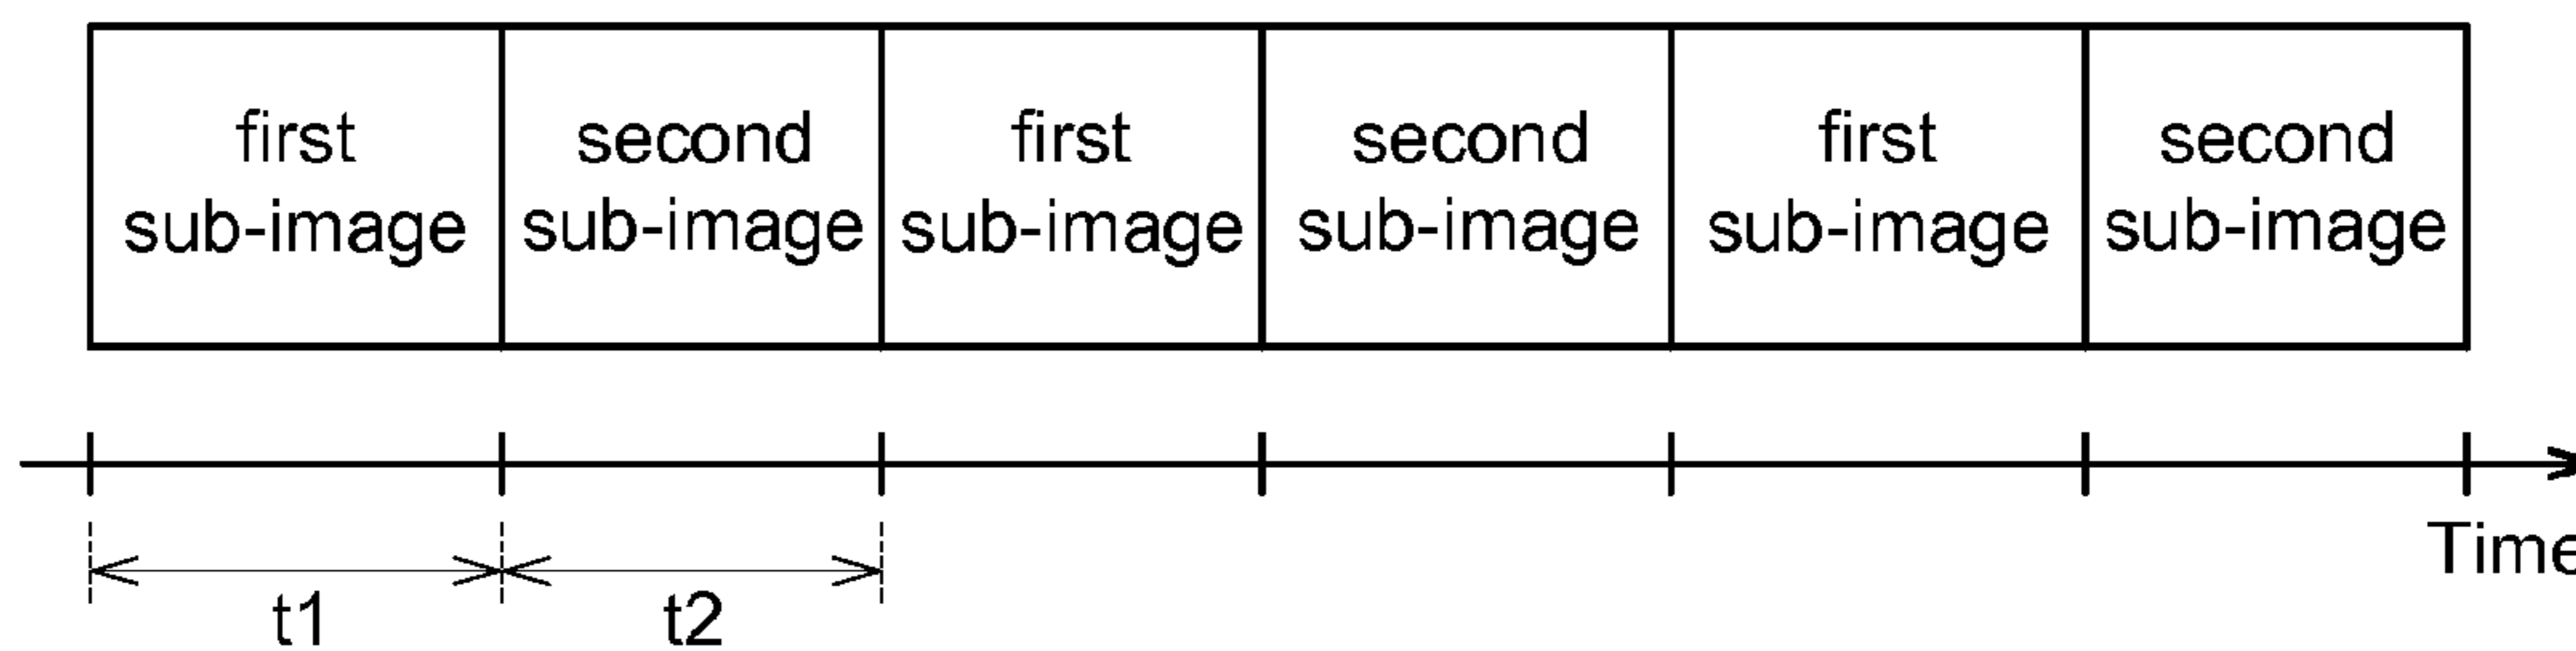 first second first second first second
sub-image sub-image sub-image sub-image sub-image sub-image
Time
t1 t2